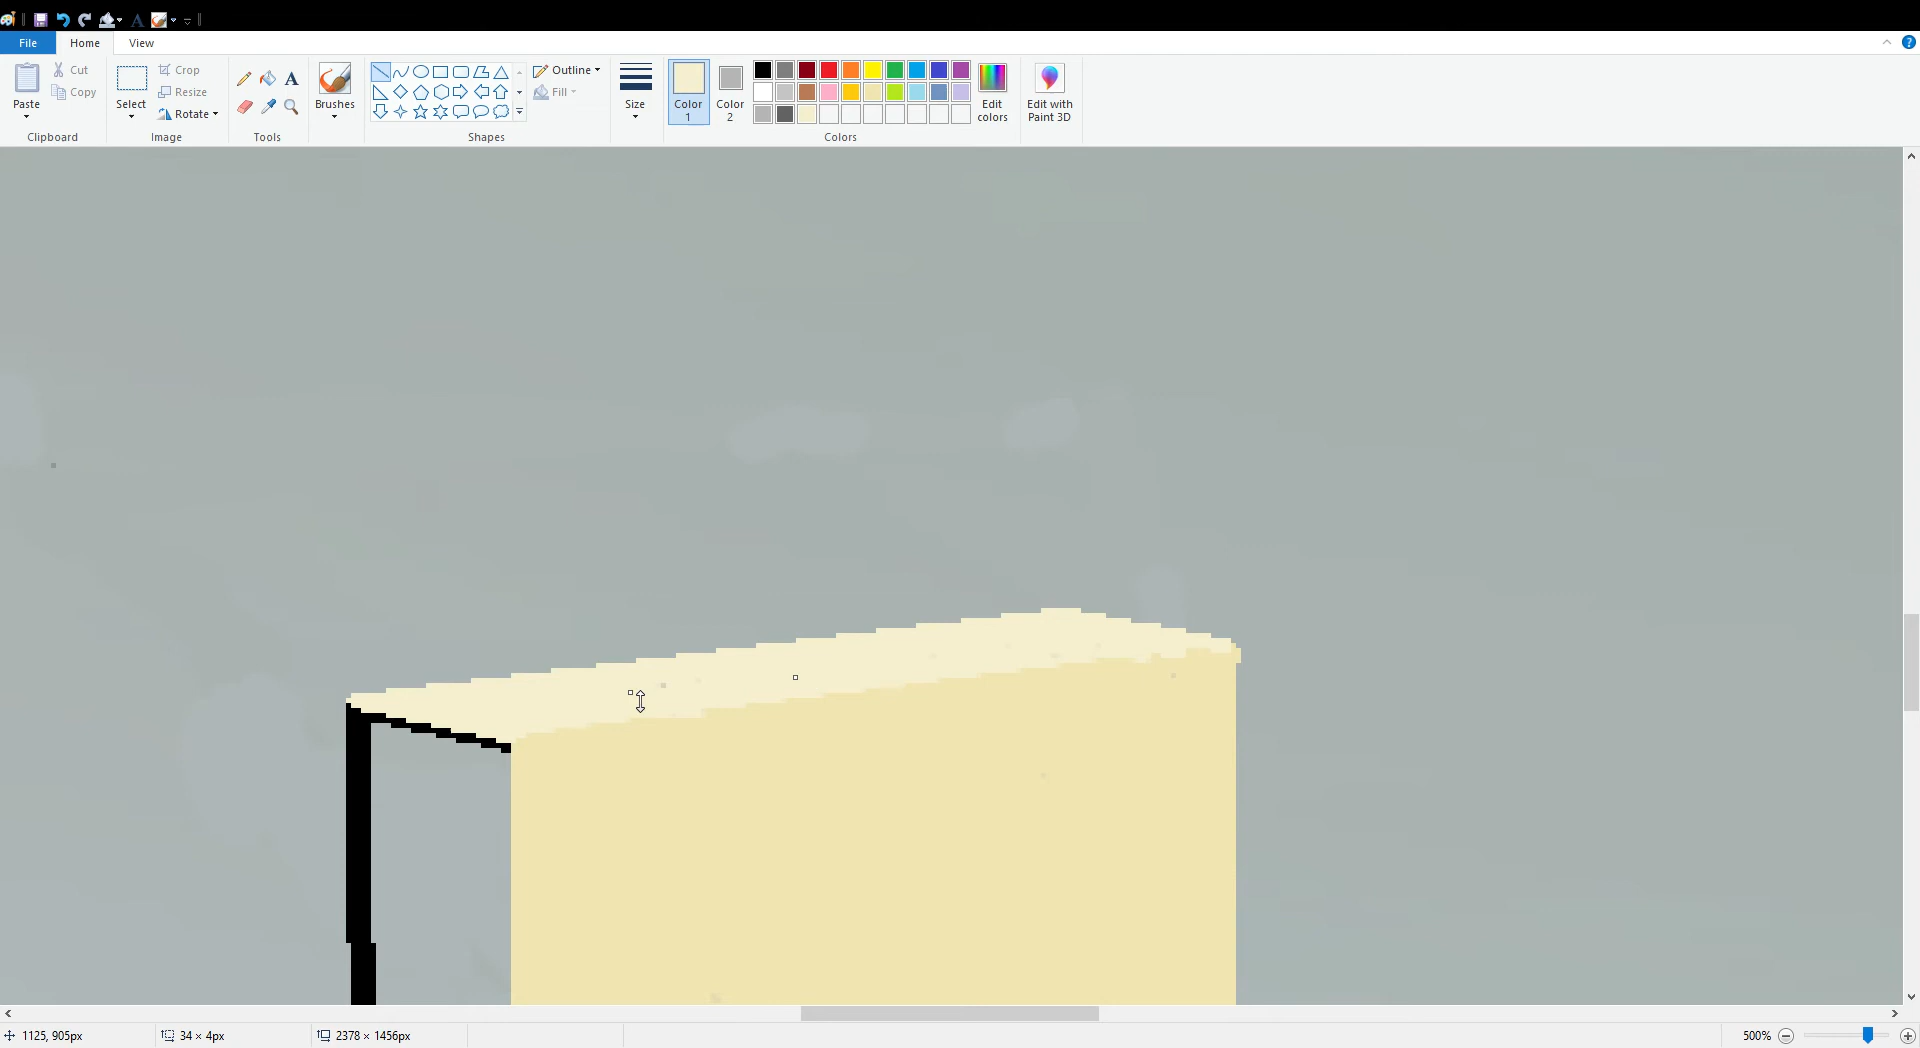 File Home View
Paste
Cut
Copy
Clipboard
Select
Crop
Resize
Rotate
Image
A
Tools
Brushes
Outline
Fill
Shapes
Size
Color 1
Color 2
Edit colors
Colors
Edit with Paint 3D
1125, 905px 34 × 4px 2378 × 1456px 500%